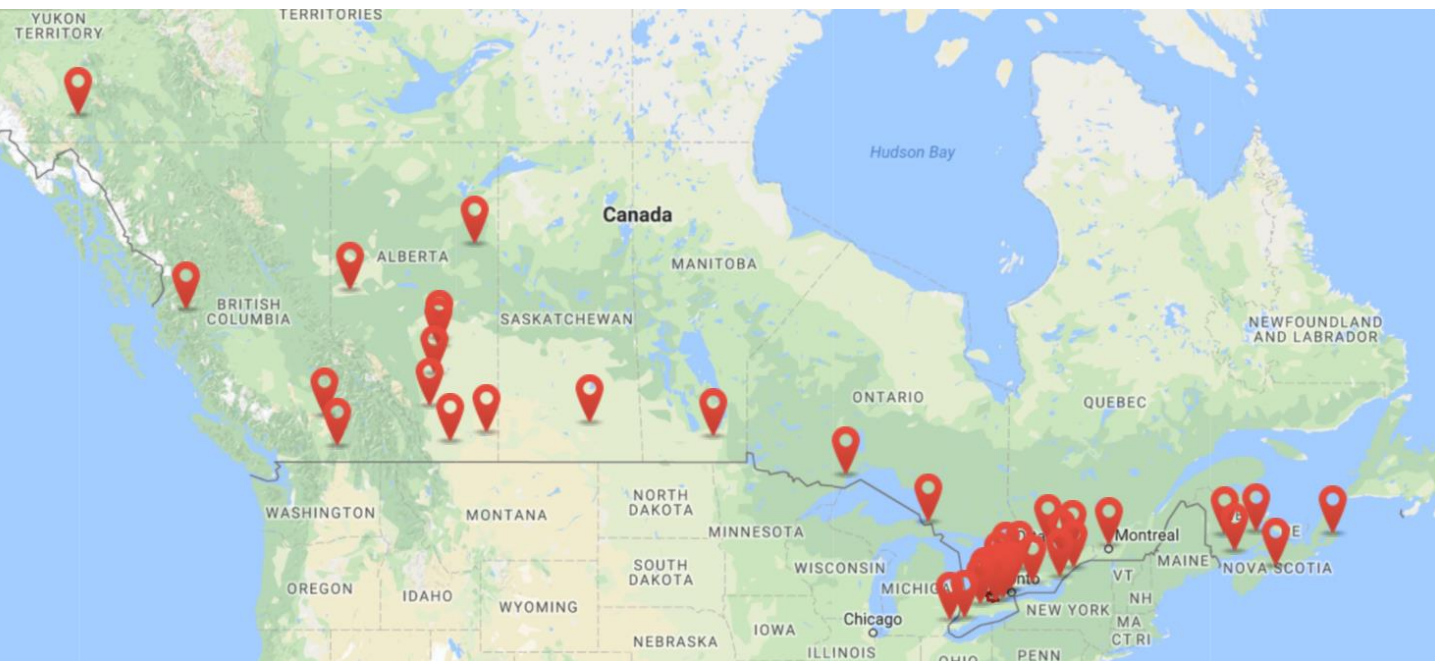 TERRITORIES
YUKON
TERRITORY
Hudson Bay
Canada
ALBERTA
MANITOBA
BRITISH
COLUMBIA
SASKATCHEWAN
NEWFOUNDLAND
AND LABRADOR
ONTARIO
QUEBEC
NORTH
DAKOTA
WASHINGTON
MONTANA
MINNESOTA
Montreal
MAINE
NOVA SCOTIA
SOUTH
DAKOTA
WISCONSIN
VT
OREGON
IDAHO
WYOMING
NH
NEW YORK
MA
CT RI
Chicago
IOWA
NEBRASKA
ILLINOIS
OHIO
PENN